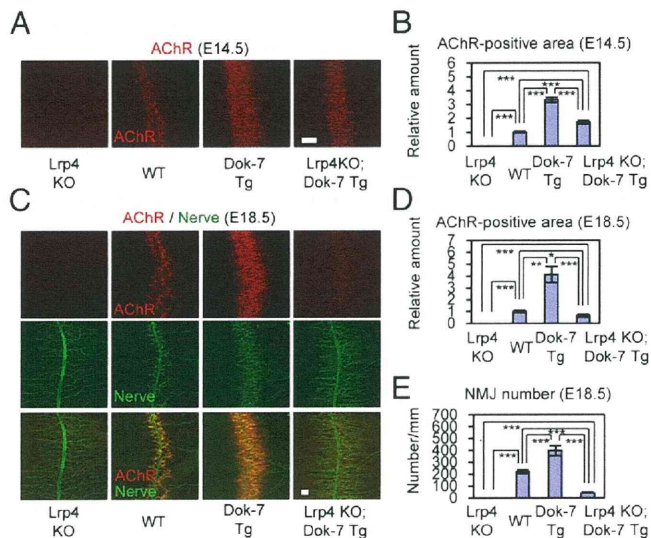 A
AChR (E14.5)
AChR
Lrp4 KO
WT
Dok-7 Tg
Lrp4KO; Dok-7 Tg
B
AChR-positive area (E14.5)
Relative amount
6
5
4
3
2
1
0
***
***
***
***
***
Lrp4 KO
WT
Dok-7 Tg
Lrp4 KO; Dok-7 Tg
C
AChR / Nerve (E18.5)
AChR
Nerve
AChR
Nerve
Lrp4 KO
WT
Dok-7 Tg
Lrp4 KO; Dok-7 Tg
D
AChR-positive area (E18.5)
Relative amount
7
6
5
4
3
2
1
0
***
*
**
***
***
Lrp4 KO
WT
Dok-7 Tg
Lrp4 KO; Dok-7 Tg
E
NMJ number (E18.5)
Number/mm
700
600
500
400
300
200
100
0
***
***
***
***
***
Lrp4 KO
WT
Dok-7 Tg
Lrp4 KO; Dok-7 Tg